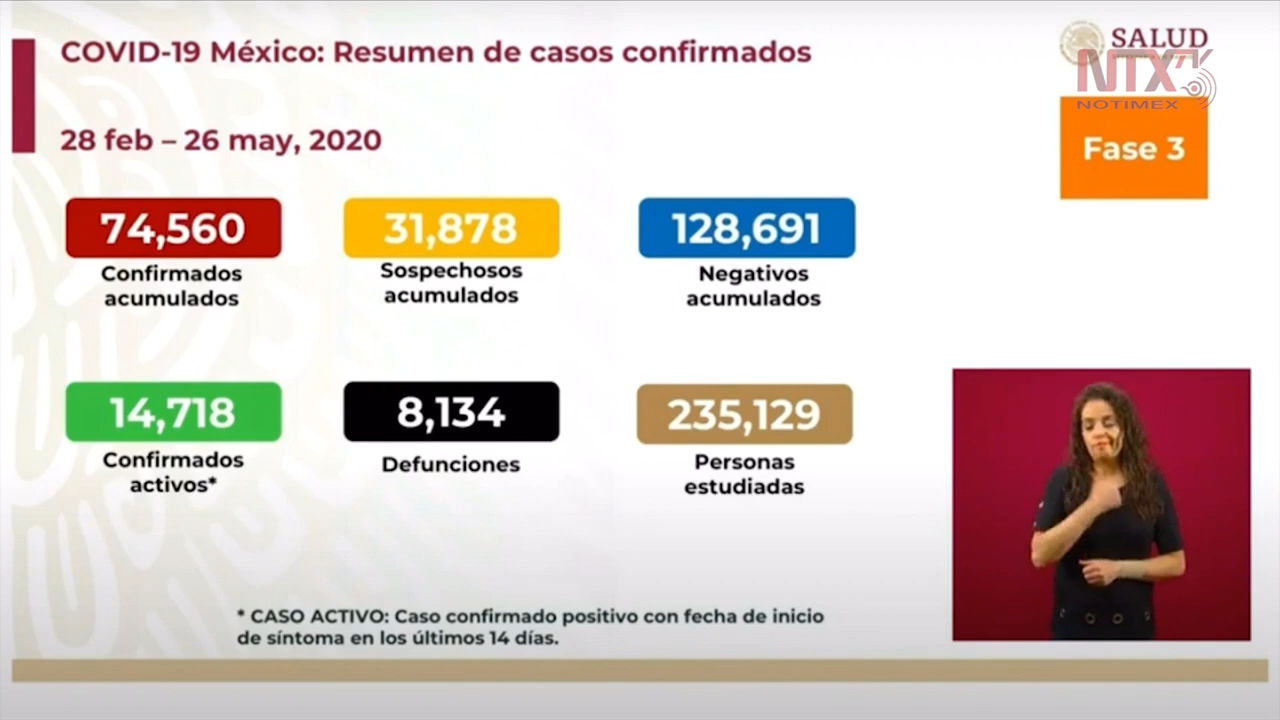 COVID-19 México: Resumen de casos confirmados
SALUD
NTX
NOTIMEX
28 feb – 26 may, 2020
Fase 3
74,560
Confirmados
acumulados
31,878
Sospechosos
acumulados
128,691
Negativos
acumulados
14,718
Confirmados
activos*
8,134
Defunciones
235,129
Personas
estudiadas
* CASO ACTIVO: Caso confirmado positivo con fecha de inicio
de síntoma en los últimos 14 días.